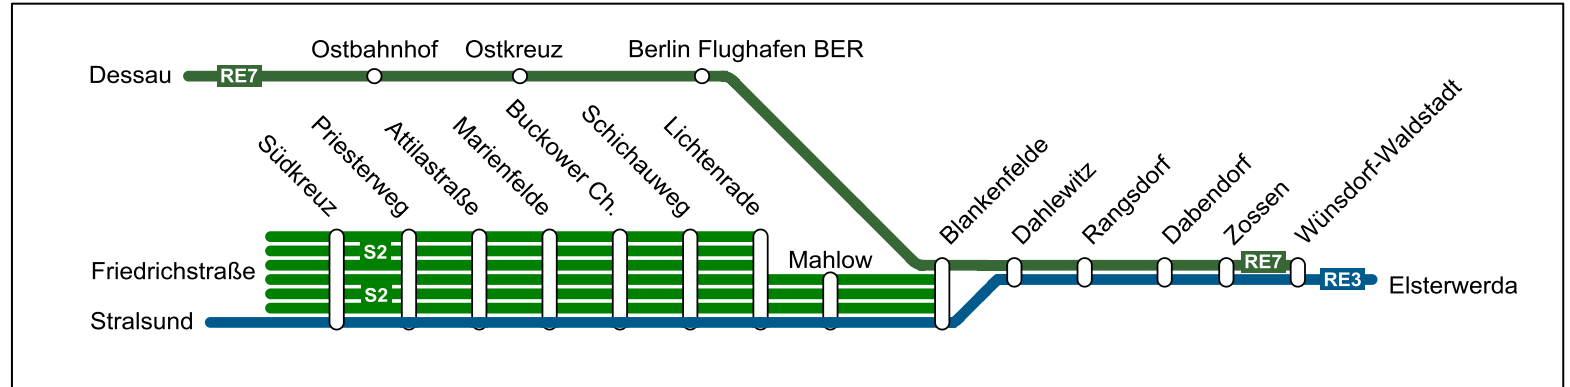 Ostbahnhof
Ostkreuz
Berlin Flughafen BER
Dessau
RE7
Südkreuz
Priesterweg
Attilastraße
Marienfelde
Buckower Ch.
Schichauweg
Lichtenrade
Blankenfelde
Dahlewitz
Rangsdorf
Dabendorf
Zossen
Wünsdorf-Waldstadt
S2
Mahlow
RE7
Friedrichstraße
RE3
Elsterwerda
S2
Stralsund